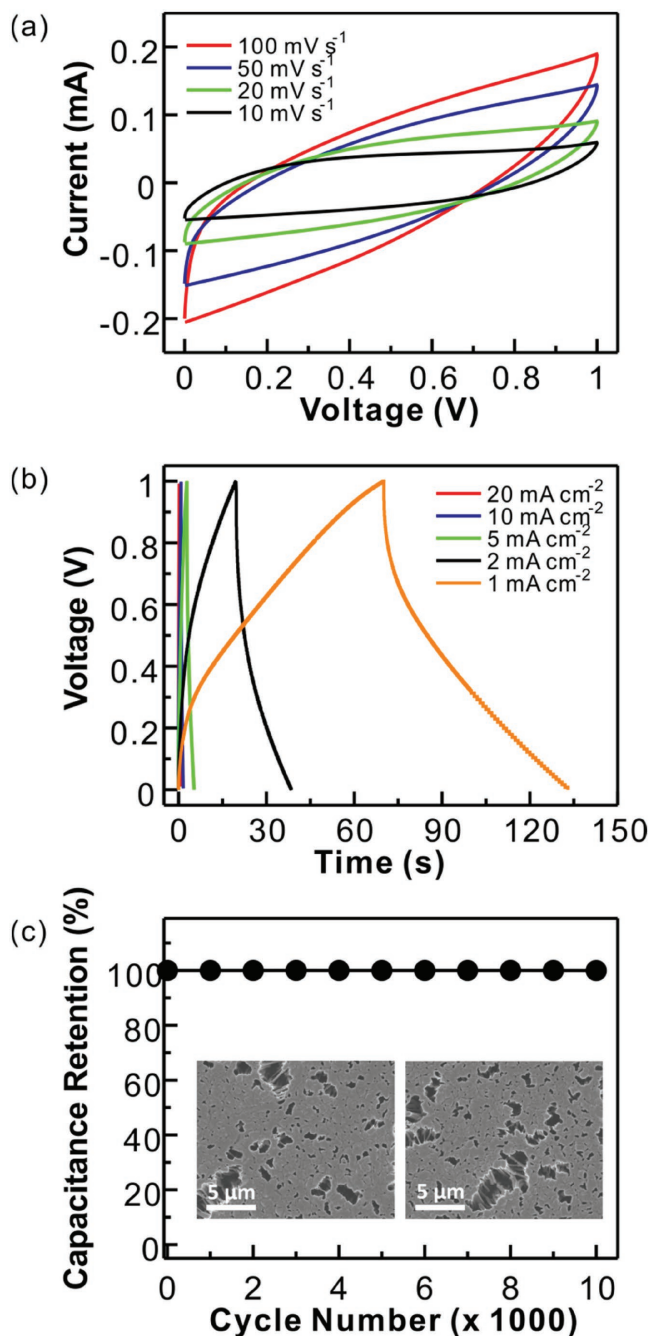 (a)
100 mV s⁻¹
50 mV s⁻¹
20 mV s⁻¹
10 mV s⁻¹
0.2
0.1
0
-0.1
-0.2
Current (mA)
0 0.2 0.4 0.6 0.8 1
Voltage (V)
(b)
20 mA cm⁻²
10 mA cm⁻²
5 mA cm⁻²
2 mA cm⁻²
1 mA cm⁻²
1
0.8
0.6
0.4
0.2
0
Voltage (V)
0 30 60 90 120 150
Time (s)
(c)
100
80
60
40
20
0
Capacitance Retention (%)
5 μm 5 μm
0 2 4 6 8 10
Cycle Number (x 1000)